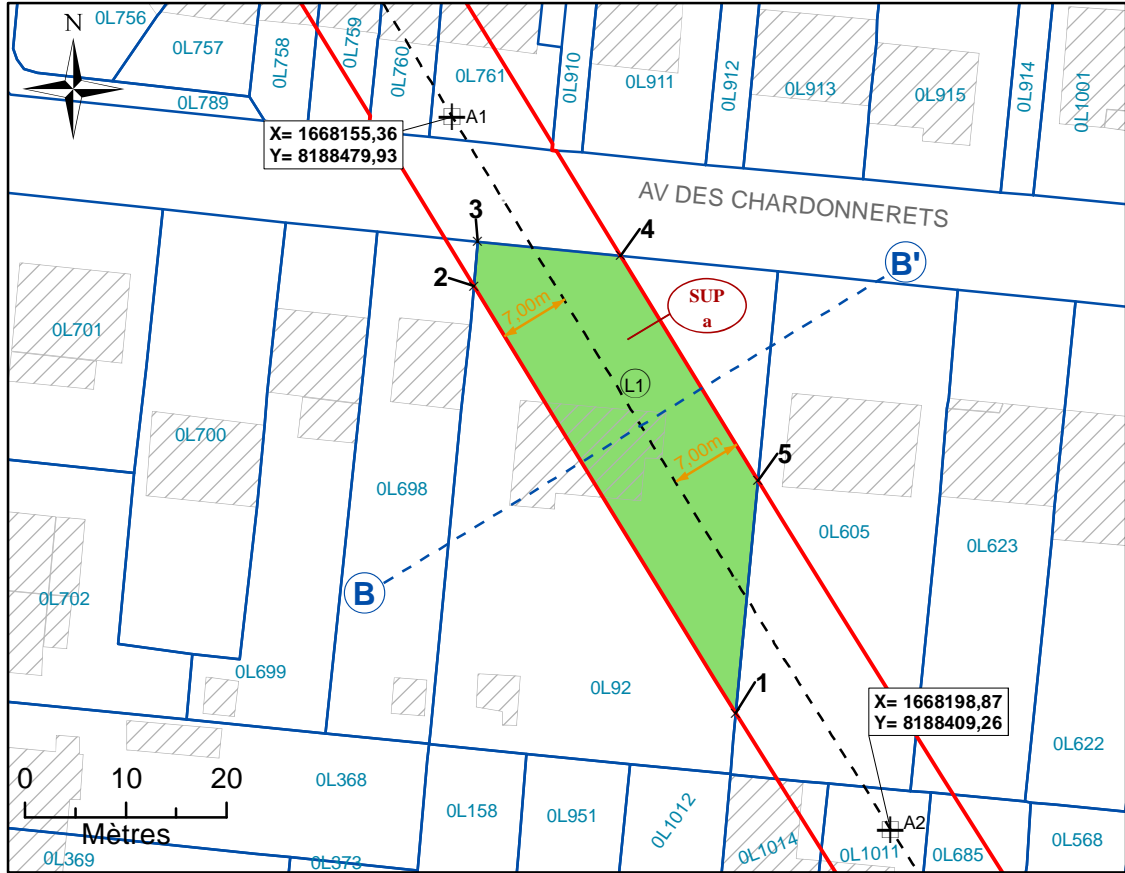 0L756
N
0L757
0L758
0L759
0L760
0L761
0L910
0L911
0L912
0L913
0L915
0L914
0L1001
0L789
A1
X= 1668155,36
Y= 8188479,93
AV DES CHARDONNERETS
3
4
B'
2
7,00m
SUP
a
0L701
L1
0L700
7,00m
5
0L698
0L605
0L623
B
0L702
0L699
0L92
1
X= 1668198,87
Y= 8188409,26
0L622
0 10 20
Mètres
0L368
0L158
0L951
0L1012
A2
0L1014
0L1011
0L685
0L568
0L369
0L373